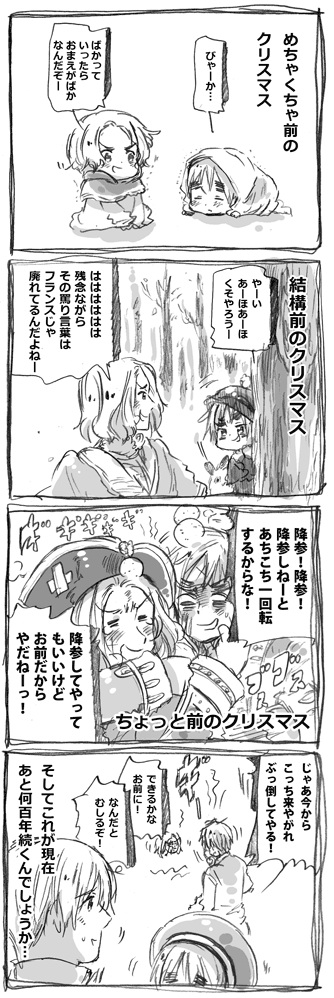 めちゃくちゃ前の
クリスマス
びゃーか…
ばかって
いったら
おまえがばか
なんだぞー
結構前のクリスマス
やーい
あーほあーほ
くそやろうー
はははははは
残念ながら
その罵り言葉は
フランスじゃ
廃れてるんだよねー
降参！降参！
降参しねーと
あちこち一回転
するからな！
ギギギギ
降参してやって
もいいけど
お前だから
やだねーっ！
ちょっと前のクリスマス
じゃあ今から
こっち来やがれ
ぶっ倒してやる！
できるかな
お前に！
なんだと
むしるぞ！
そしてこれが現在
あと何百年続くんでしょうか…